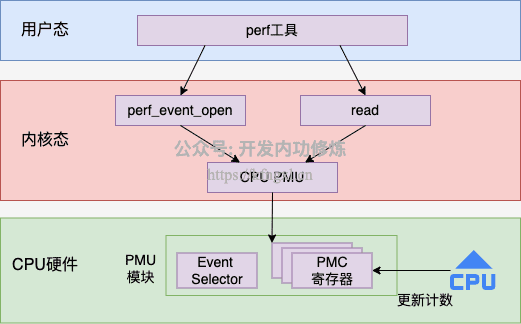 用户态
perf工具
perf_event_open
read
内核态
公众号: 开发内功修炼
CPU PMU
CPU硬件
PMU
模块
Event
Selector
PMC
寄存器
CPU
更新计数